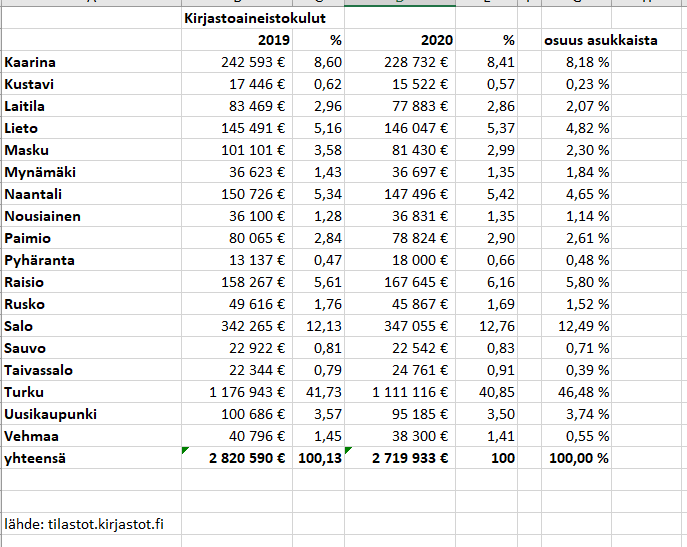 Kirjastoaineistokulut
2019 % 2020 % osuus asukkaista
Kaarina 242 593 € 8,60 228 732 € 8,41 8,18 %
Kustavi 17 446 € 0,62 15 522 € 0,57 0,23 %
Laitila 83 469 € 2,96 77 883 € 2,86 2,07 %
Lieto 145 491 € 5,16 146 047 € 5,37 4,82 %
Masku 101 101 € 3,58 81 430 € 2,99 2,30 %
Mynämäki 36 623 € 1,43 36 697 € 1,35 1,84 %
Naantali 150 726 € 5,34 147 496 € 5,42 4,65 %
Nousiainen 36 100 € 1,28 36 831 € 1,35 1,14 %
Paimio 80 065 € 2,84 78 824 € 2,90 2,61 %
Pyhäranta 13 137 € 0,47 18 000 € 0,66 0,48 %
Raisio 158 267 € 5,61 167 645 € 6,16 5,80 %
Rusko 49 616 € 1,76 45 867 € 1,69 1,52 %
Salo 342 265 € 12,13 347 055 € 12,76 12,49 %
Sauvo 22 922 € 0,81 22 542 € 0,83 0,71 %
Taivassalo 22 344 € 0,79 24 761 € 0,91 0,39 %
Turku 1 176 943 € 41,73 1 111 116 € 40,85 46,48 %
Uusikaupunki 100 686 € 3,57 95 185 € 3,50 3,74 %
Vehmaa 40 796 € 1,45 38 300 € 1,41 0,55 %
yhteensä 2 820 590 € 100,13 2 719 933 € 100 100,00 %
lähde: tilastot.kirjastot.fi